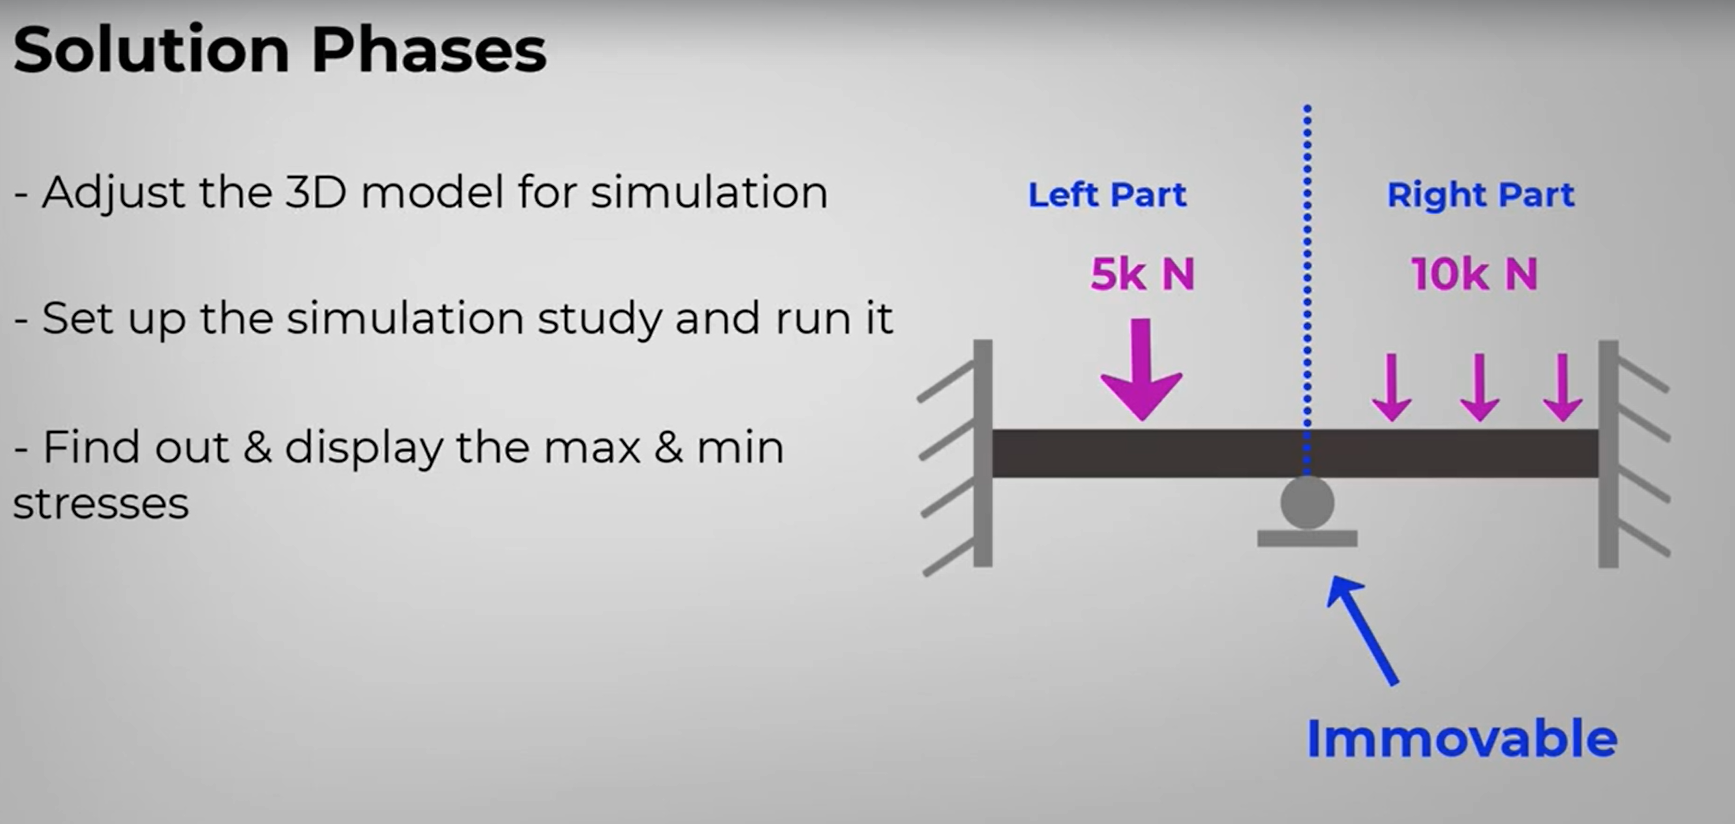 Solution Phases
- Adjust the 3D model for simulation
- Set up the simulation study and run it
- Find out & display the max & min
stresses
Left Part
Right Part
5k N
10k N
Immovable